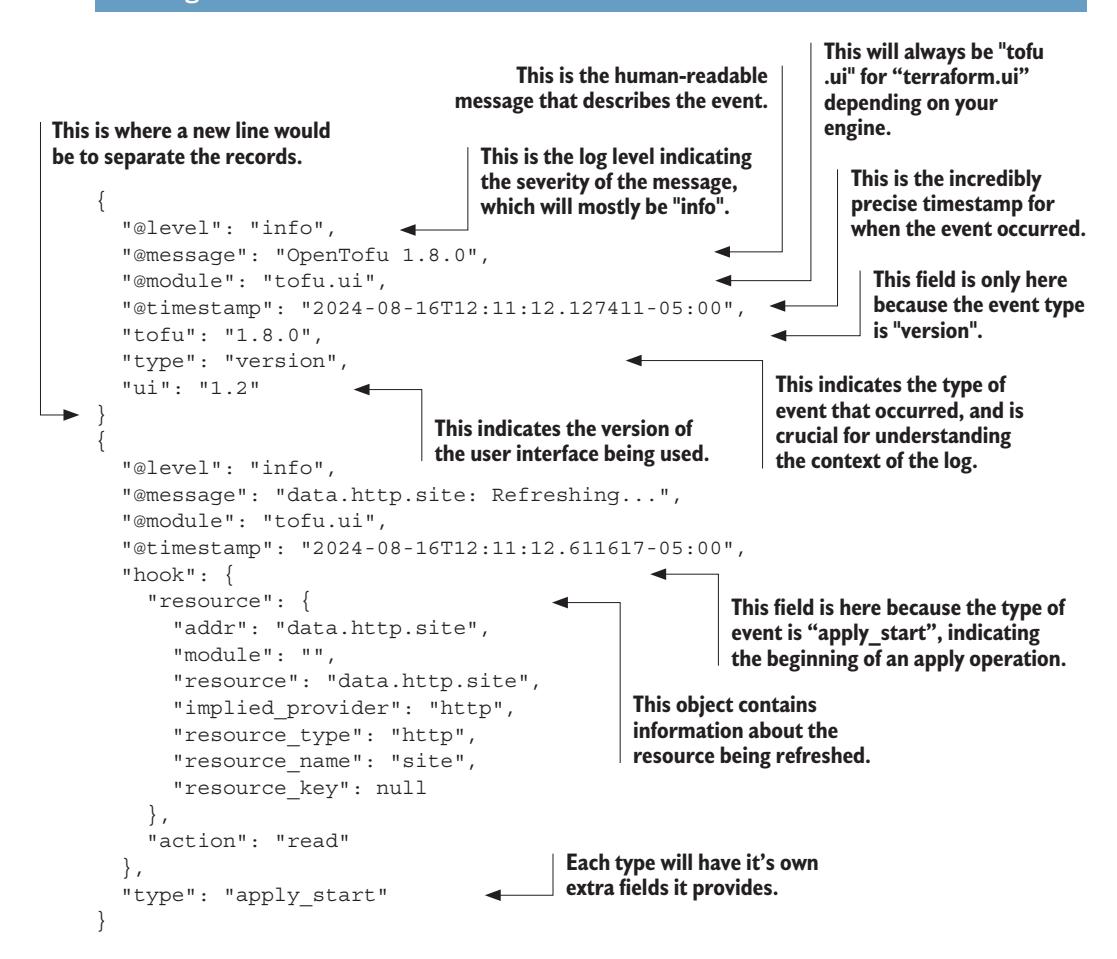 This will always be "tofu
.ui" for “terraform.ui”
depending on your
engine.
This is the human-readable
message that describes the event.
This is where a new line would
be to separate the records.
This is the log level indicating
the severity of the message,
which will mostly be "info".
This is the incredibly
precise timestamp for
when the event occurred.
{
"@level": "info",
"@message": "OpenTofu 1.8.0",
"@module": "tofu.ui",
"@timestamp": "2024-08-16T12:11:12.127411-05:00",
"tofu": "1.8.0",
"type": "version",
"ui": "1.2"
}
This field is only here
because the event type
is "version".
This indicates the type of
event that occurred, and is
crucial for understanding
the context of the log.
This indicates the version of
the user interface being used.
{
"@level": "info",
"@message": "data.http.site: Refreshing...",
"@module": "tofu.ui",
"@timestamp": "2024-08-16T12:11:12.611617-05:00",
"hook": {
"resource": {
"addr": "data.http.site",
"module": "",
"resource": "data.http.site",
"implied_provider": "http",
"resource_type": "http",
"resource_name": "site",
"resource_key": null
},
"action": "read"
},
"type": "apply_start"
}
This field is here because the type of
event is “apply_start”, indicating
the beginning of an apply operation.
This object contains
information about the
resource being refreshed.
Each type will have it’s own
extra fields it provides.